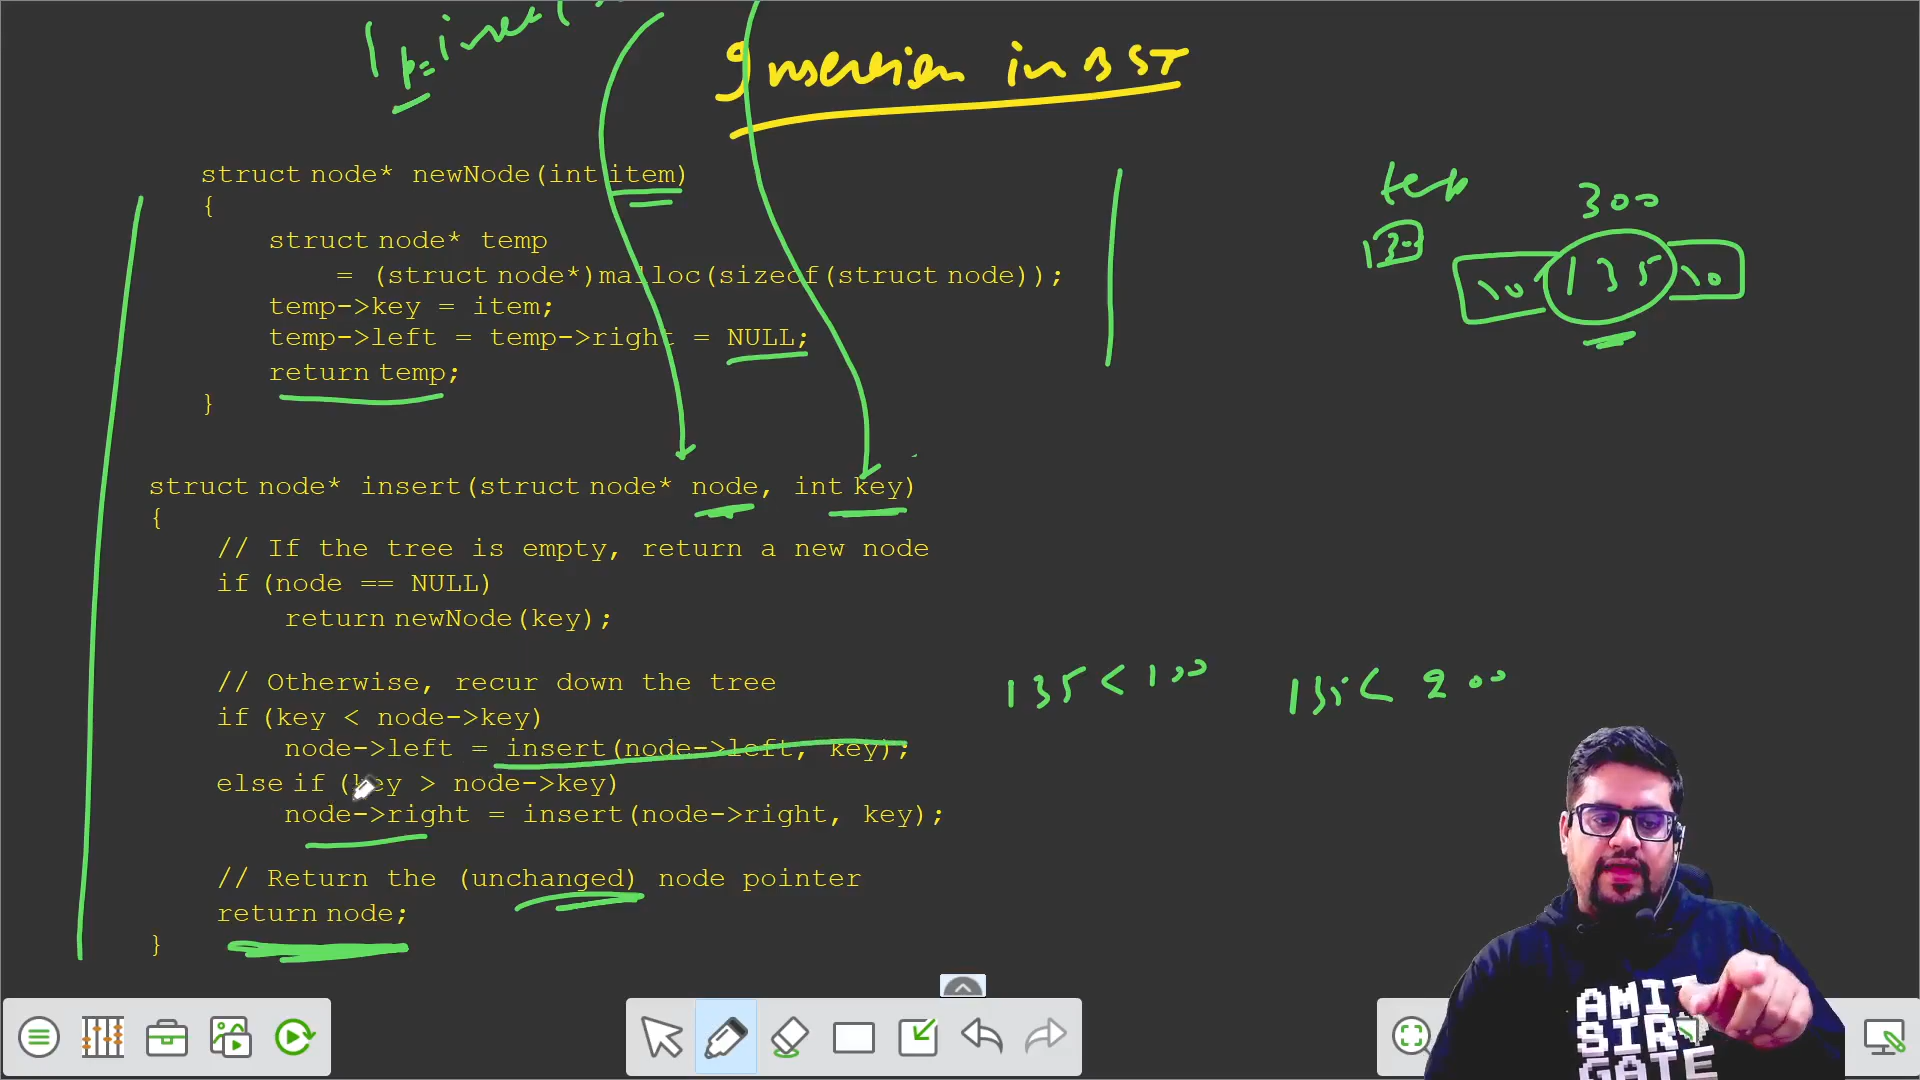 p = insert(
Insertion in BST
struct node* newNode(int item)
{
struct node* temp
= (struct node*)malloc(sizeof(struct node));
temp->key = item;
temp->left = temp->right = NULL;
return temp;
}
temp
300
135
struct node* insert(struct node* node, int key)
{
// If the tree is empty, return a new node
if (node == NULL)
return newNode(key);
// Otherwise, recur down the tree
if (key < node->key)
node->left = insert(node->left, key);
else if (key > node->key)
node->right = insert(node->right, key);
// Return the (unchanged) node pointer
return node;
}
135 < 100
135 < 200
AMIT
SIR
GATE